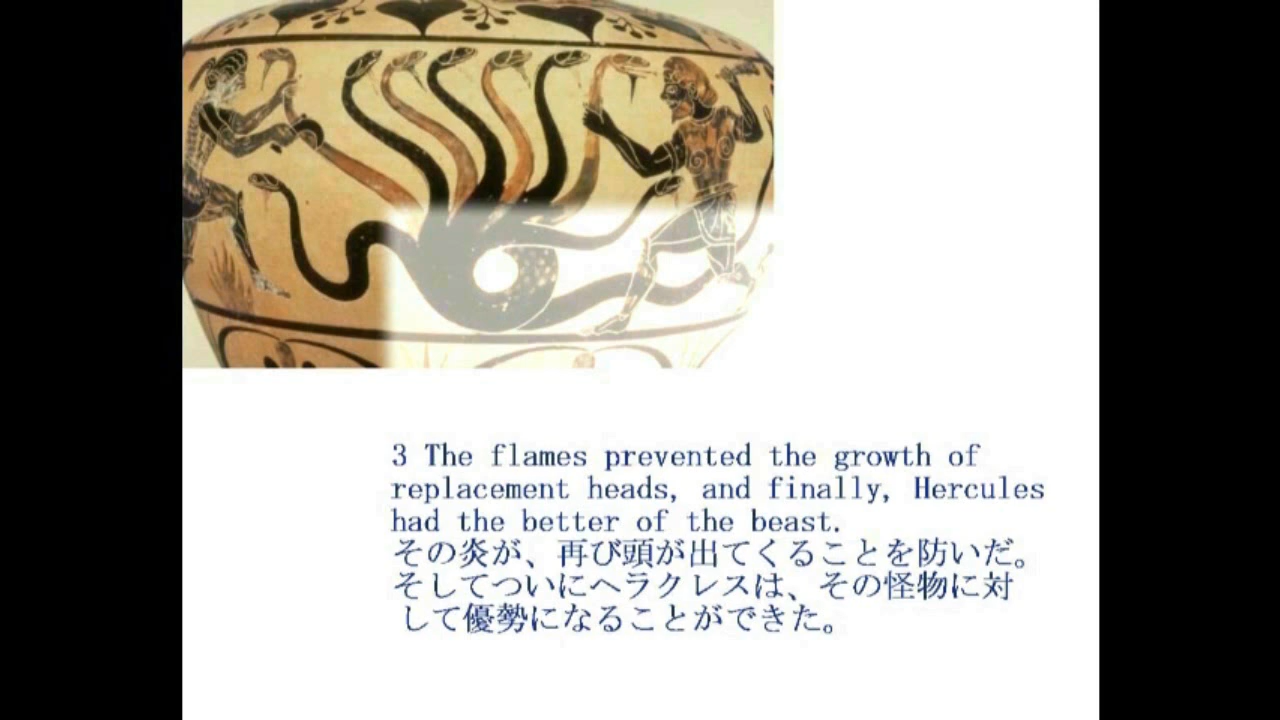 3 The flames prevented the growth of
replacement heads, and finally, Hercules
had the better of the beast.
その炎が、再び頭が出てくることを防いだ。
そしてついにヘラクレスは、その怪物に対
して優勢になることができた。